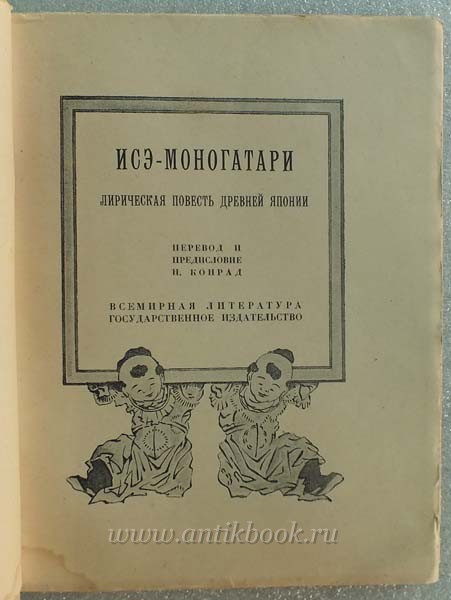 ИСЭ-МОНОГАТАРИ
ЛИРИЧЕСКАЯ ПОВЕСТЬ ДРЕВНЕЙ ЯПОНИИ
ПЕРЕВОД И
ПРЕДИСЛОВИЕ
Н. КОНРАД
ВСЕМИРНАЯ ЛИТЕРАТУРА
ГОСУДАРСТВЕННОЕ ИЗДАТЕЛЬСТВО
www.antikbook.ru